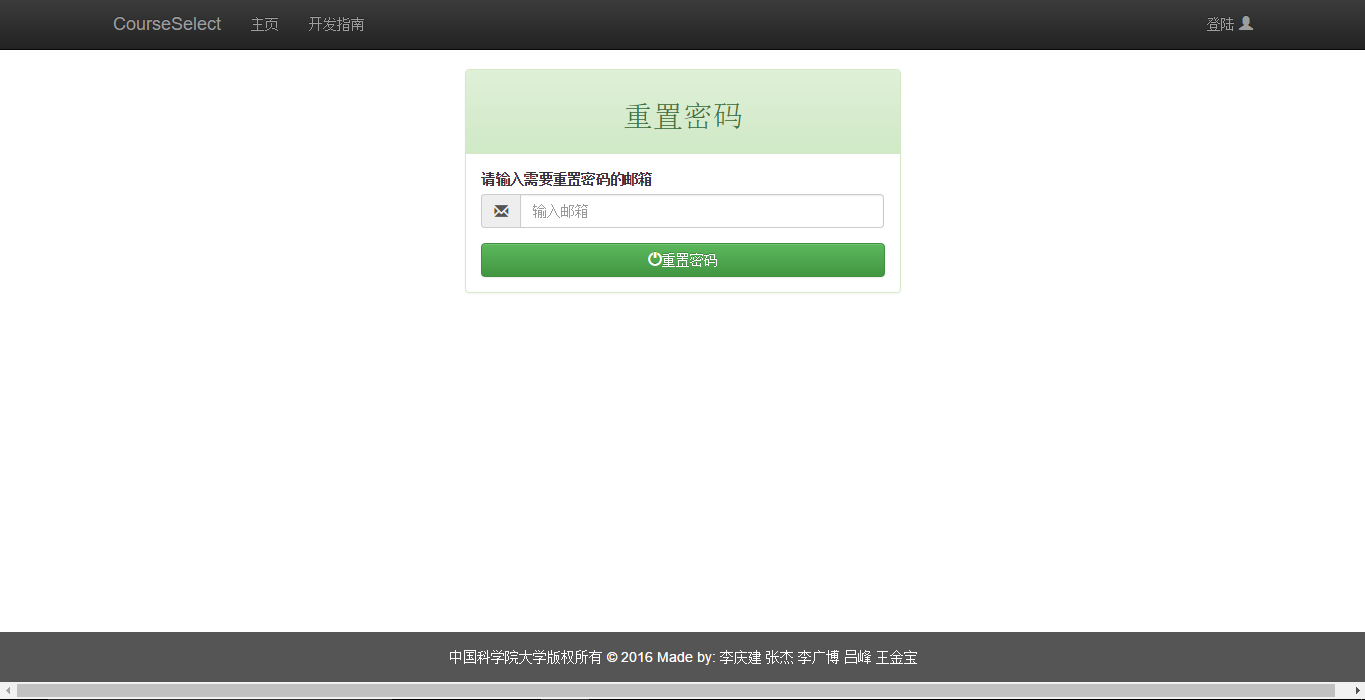 CourseSelect 主页 开发指南 登陆
重置密码
请输入需要重置密码的邮箱
输入邮箱
重置密码
中国科学院大学版权所有 © 2016 Made by: 李庆建 张杰 李广博 吕峰 王金宝